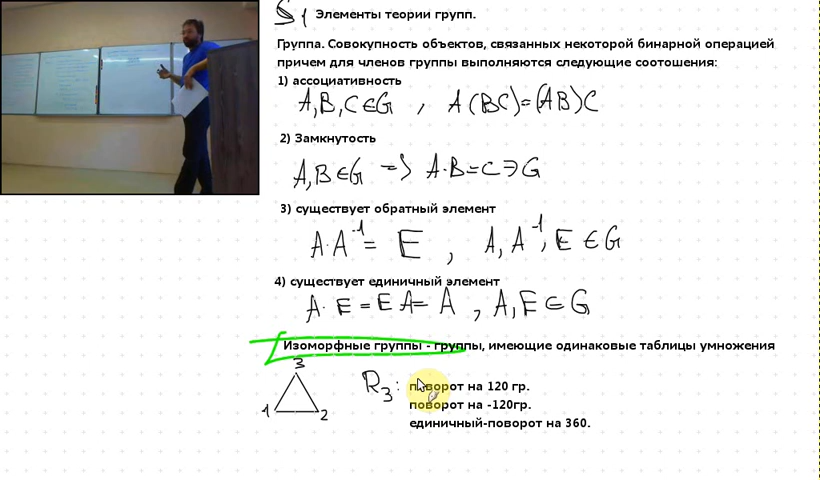 §1 Элементы теории групп.
Группа. Совокупность объектов, связанных некоторой бинарной операцией
причем для членов группы выполняются следующие соотошения:
1) ассоциативность
A,B,C∈G , A(BC)=(AB)C
2) Замкнутость
A,B∈G => A·B=C∋G
3) существует обратный элемент
A·A⁻¹= E , A, A⁻¹, E∈G
4) существует единичный элемент
A·E=EA=A , A,E∈G
Изоморфные группы - группы, имеющие одинаковые таблицы умножения
3
1 2
R₃: поворот на 120 гр.
поворот на -120гр.
единичный-поворот на 360.